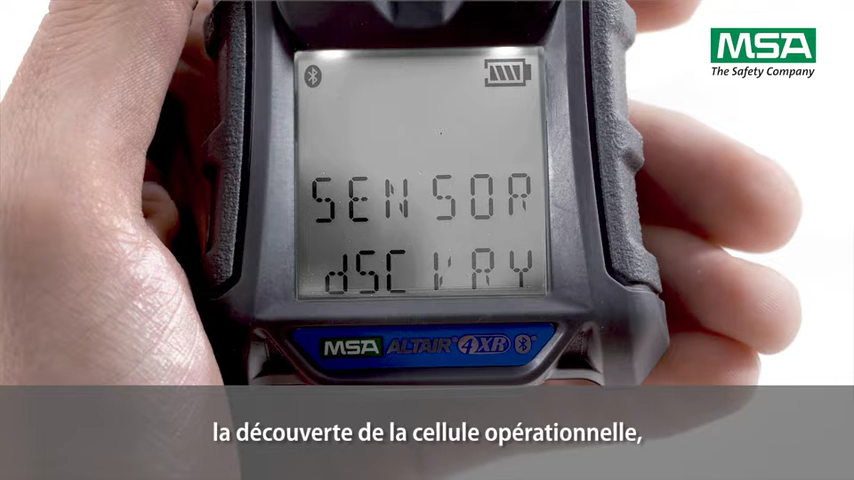 MSA
The Safety Company
SENSOR
dSCVRY
MSA ALTAIR 4XR
la découverte de la cellule opérationnelle,